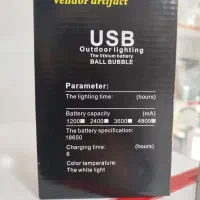 Vendor artifact
USB
Outdoor lighting
The lithium battery
BALL BUBBLE
Parameter:
The lighting time: (hours)
Battery capacity (mA)
1200■ 2400■ 3600■ 4800■
The battery specification:
18650
Charging time: (hours)
6
Color temperature:
The white light